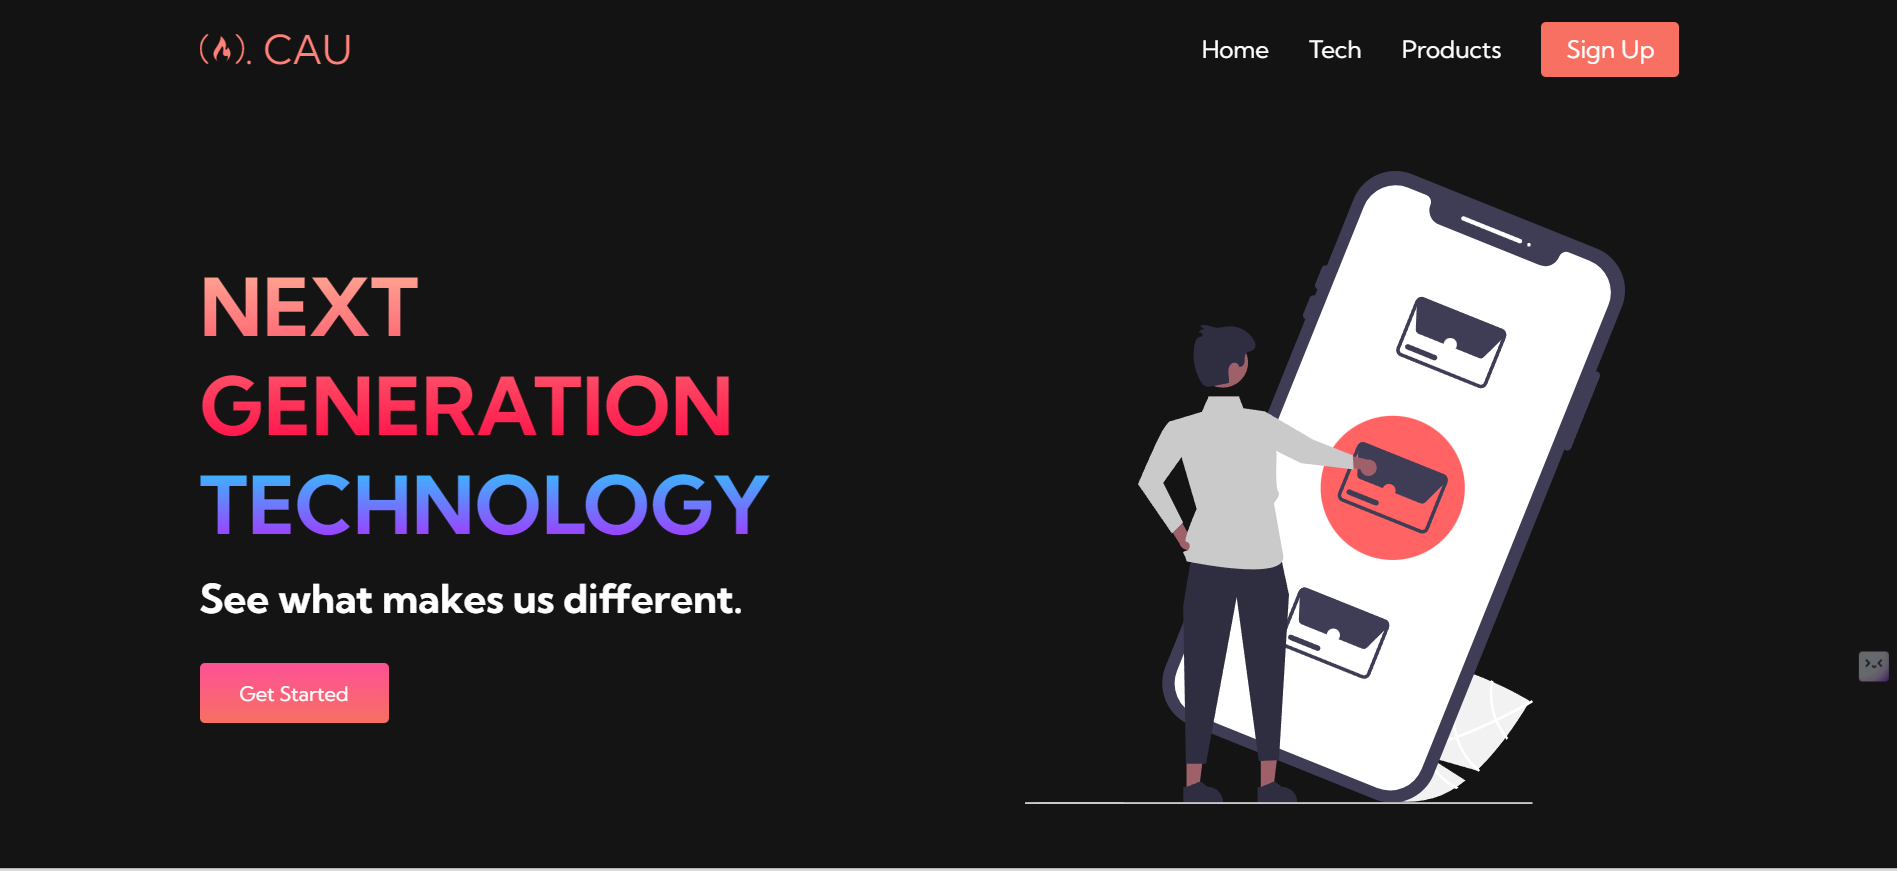 . CAU
Home Tech Products Sign Up
NEXT
GENERATION
TECHNOLOGY
See what makes us different.
Get Started